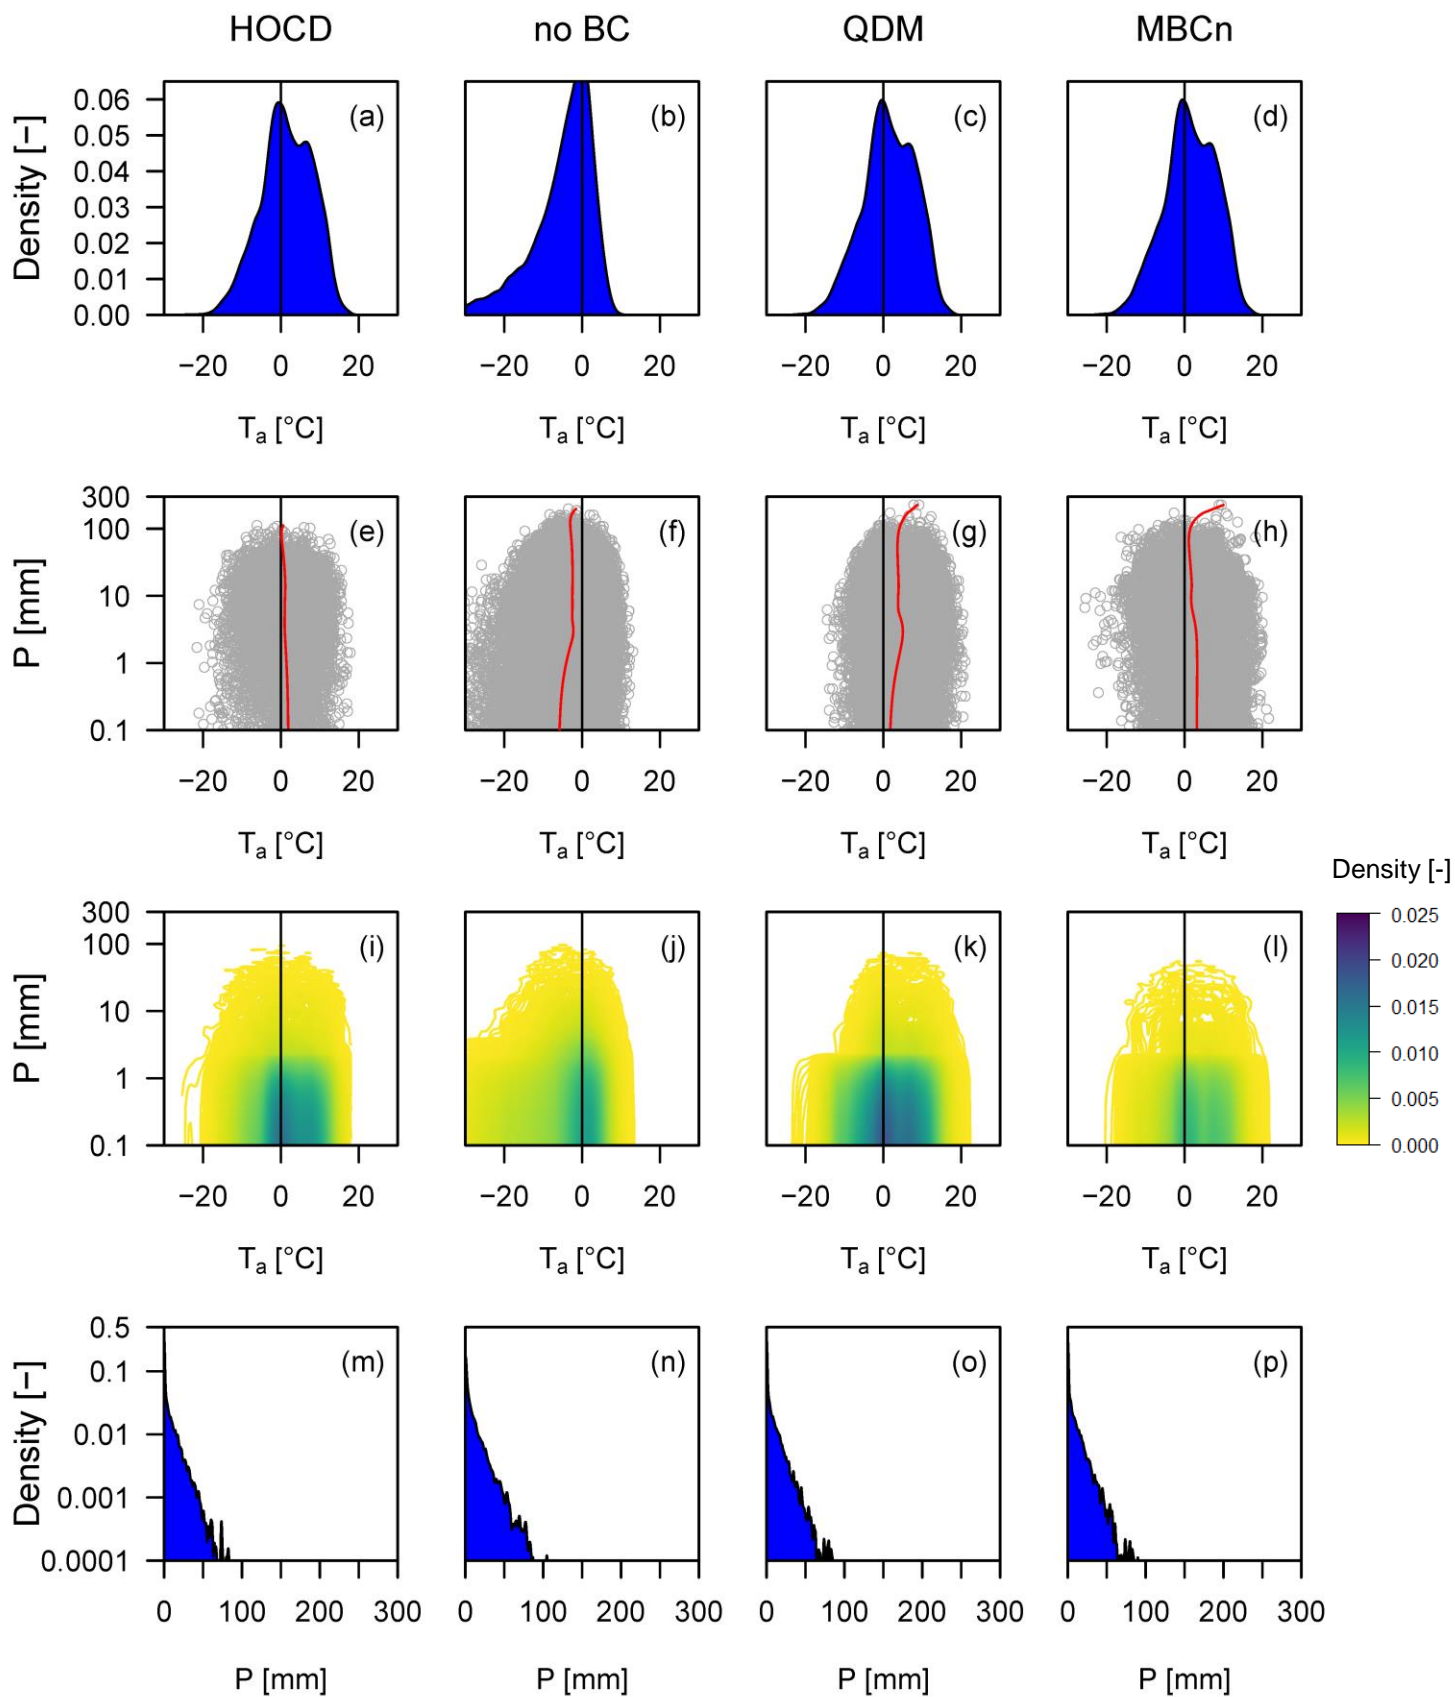 HOCD no BC QDM MBCn
Density [−]
0.06
0.05
0.04
0.03
0.02
0.01
0.00
(a) (b) (c) (d)
−20 0 20 −20 0 20 −20 0 20 −20 0 20
Ta [°C] Ta [°C] Ta [°C] Ta [°C]
P [mm]
300
100
10
1
0.1
(e) (f) (g) (h)
−20 0 20 −20 0 20 −20 0 20 −20 0 20
Ta [°C] Ta [°C] Ta [°C] Ta [°C]
P [mm]
300
100
10
1
0.1
(i) (j) (k) (l)
−20 0 20 −20 0 20 −20 0 20 −20 0 20
Ta [°C] Ta [°C] Ta [°C] Ta [°C]
Density [-]
0.025
0.020
0.015
0.010
0.005
0.000
Density [−]
0.5
0.1
0.01
0.001
0.0001
(m) (n) (o) (p)
0 100 200 300 0 100 200 300 0 100 200 300 0 100 200 300
P [mm] P [mm] P [mm] P [mm]